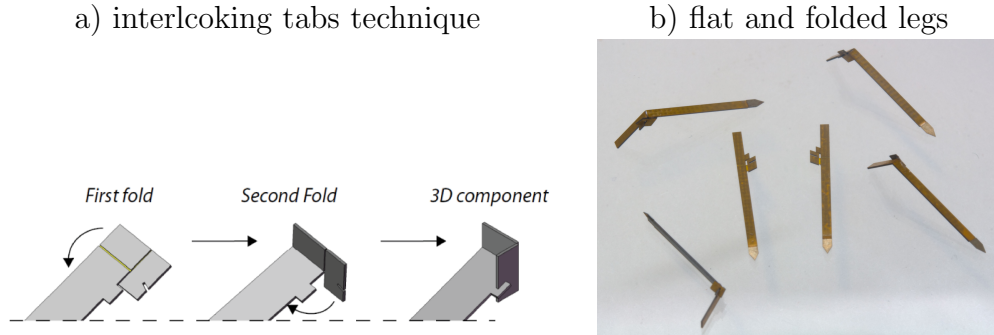 a) interlcoking tabs technique
b) flat and folded legs
First fold
Second Fold
3D component